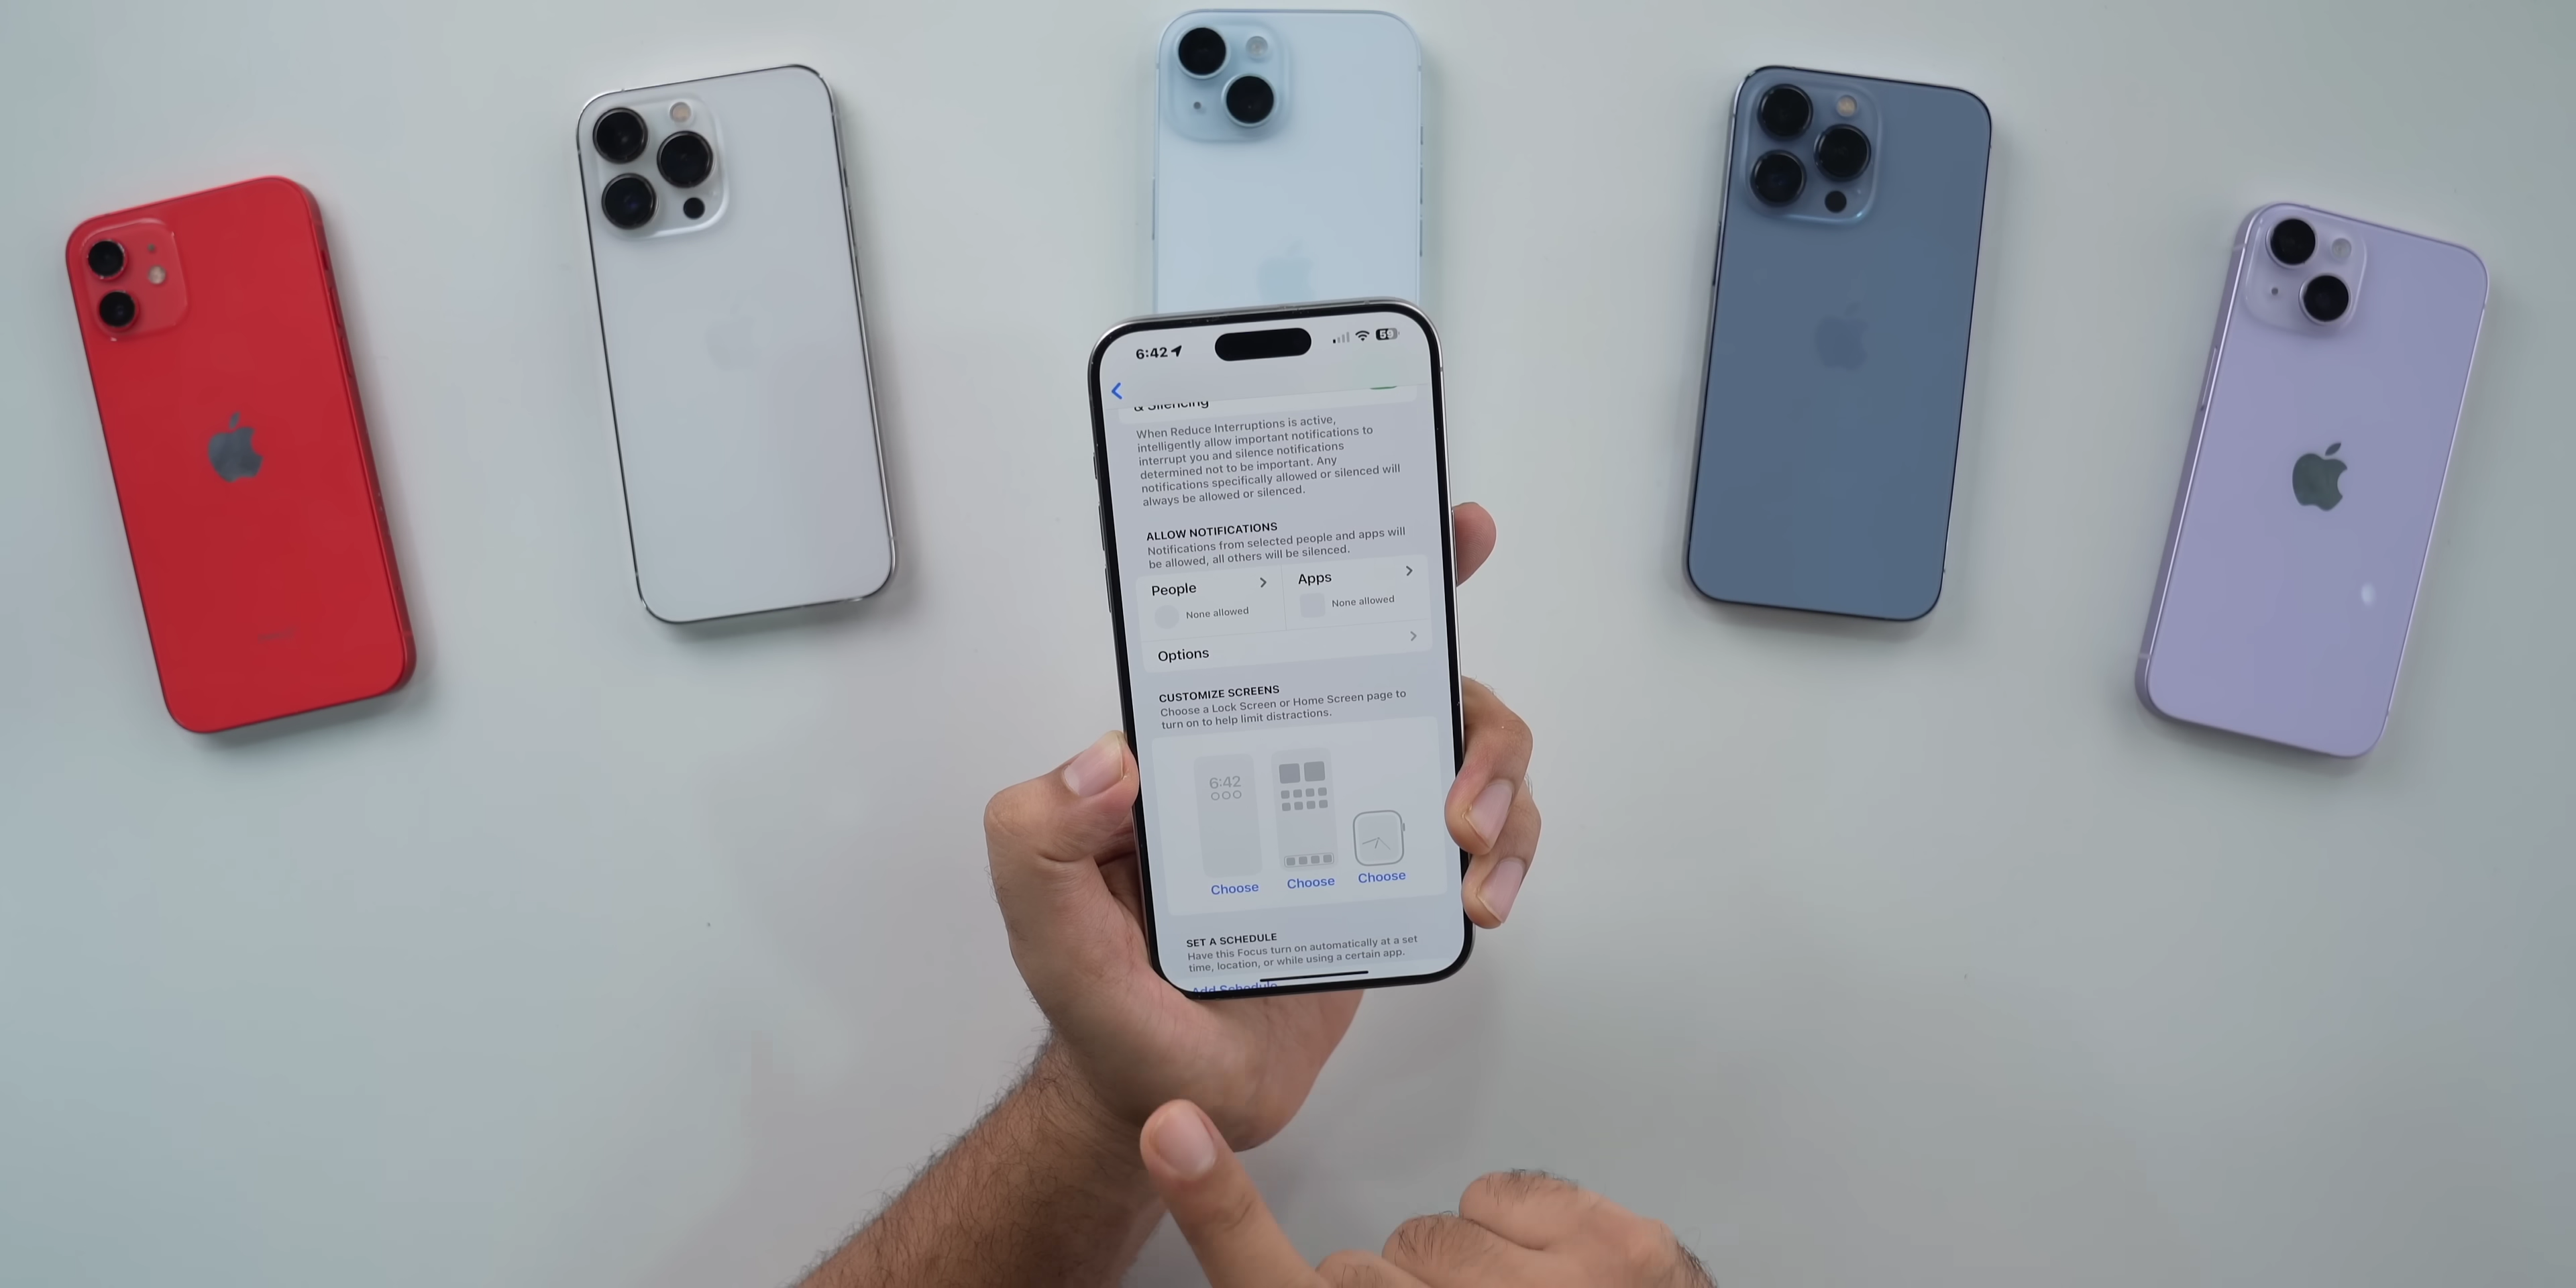 6:42
59
& Silencing
When Reduce Interruptions is active,
intelligently allow important notifications to
interrupt you and silence notifications
determined not to be important. Any
notifications specifically allowed or silenced will
always be allowed or silenced.
ALLOW NOTIFICATIONS
Notifications from selected people and apps will
be allowed, all others will be silenced.
People
Apps
None allowed
None allowed
Options
CUSTOMIZE SCREENS
Choose a Lock Screen or Home Screen page to
turn on to help limit distractions.
6:42
Choose
Choose
Choose
SET A SCHEDULE
Have this Focus turn on automatically at a set
time, location, or while using a certain app.
Add Schedule